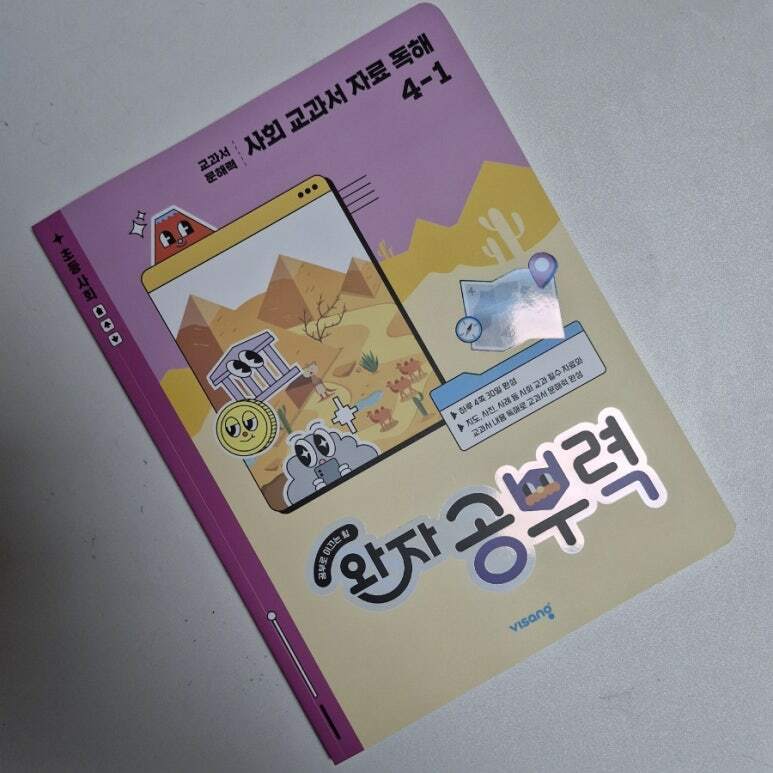 교과서
문해력
사회 교과서 자료 독해
4-1
초등 사회
▶ 하루 4쪽 30일 완성
▶ 지도, 사진, 사례 등 사회 교과 필수 자료와
교과서 내용 독해로 교과서 문해력 완성
공부로 이끄는 힘
완자 공부력
visang